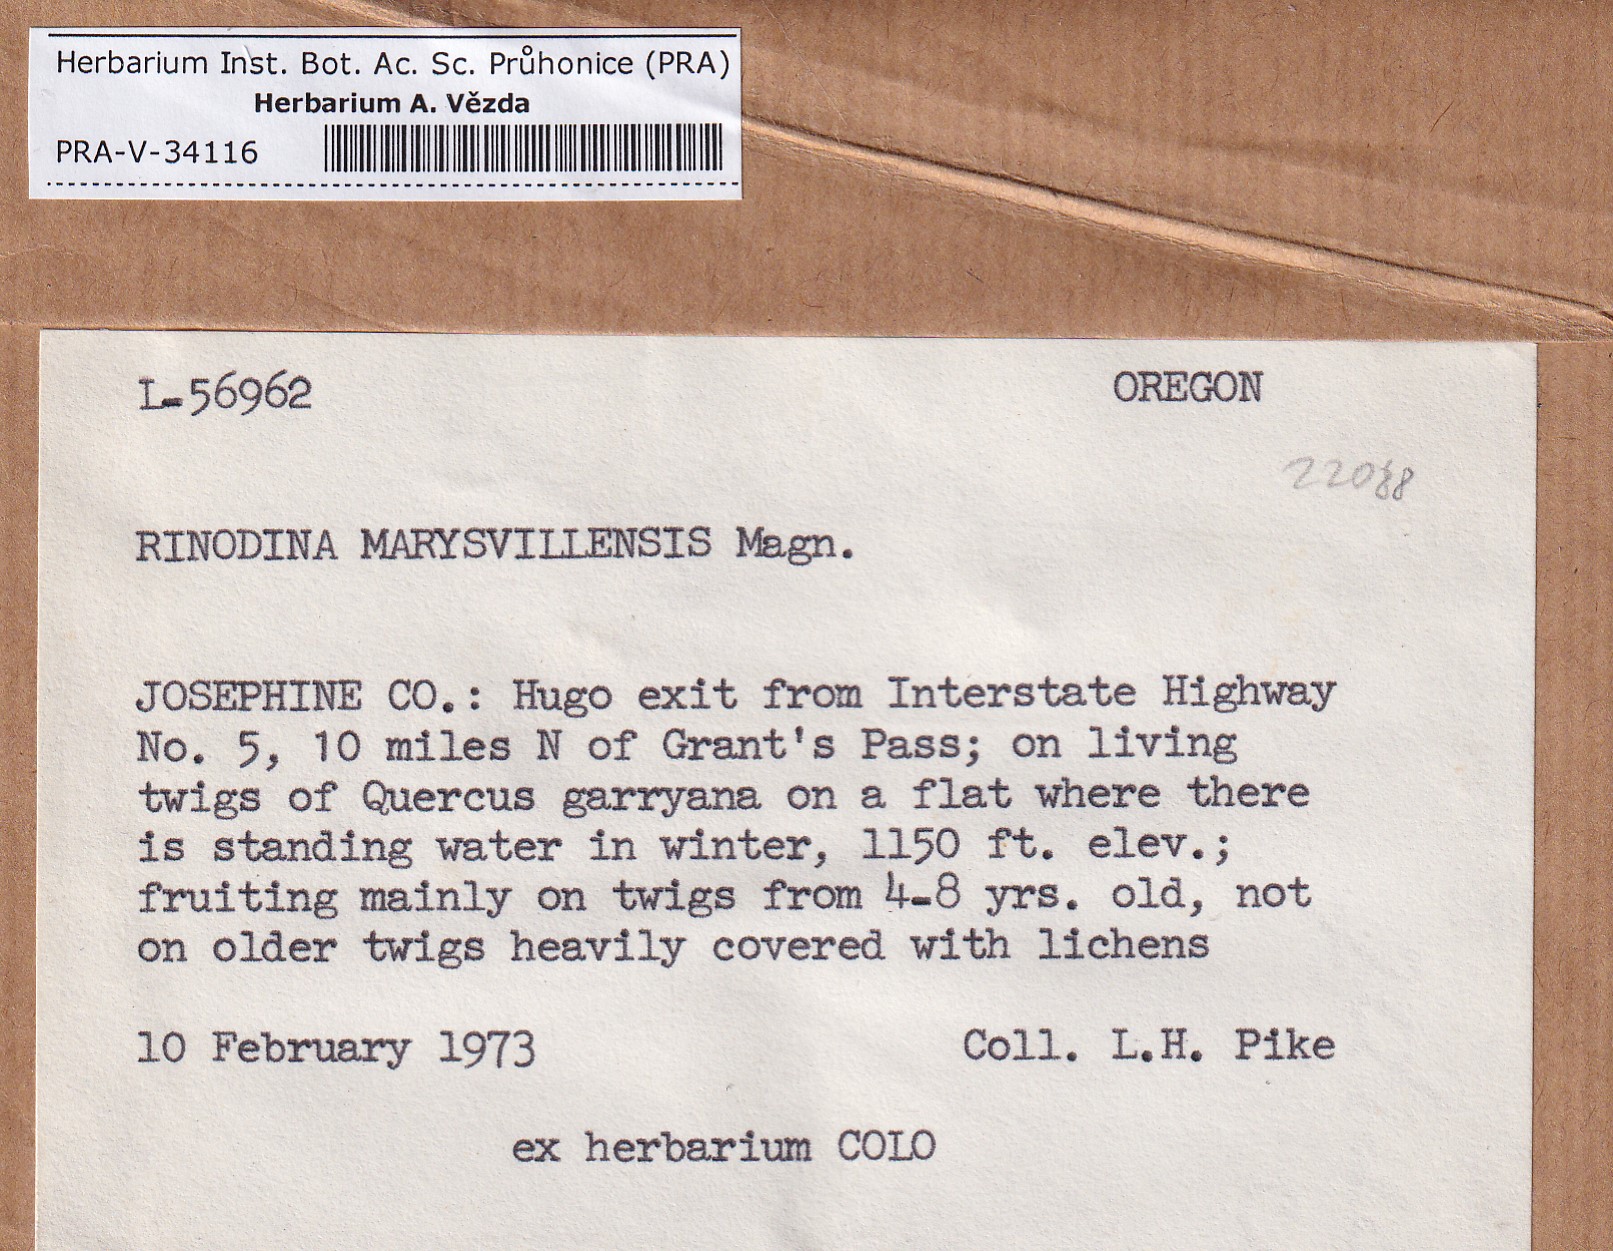 Herbarium Inst. Bot. Ac. Sc. Průhonice (PRA)
Herbarium A. Vězda
PRA-V-34116
L-56962
OREGON
22088
RINODINA MARYSVILLENSIS Magn.
JOSEPHINE CO.: Hugo exit from Interstate Highway
No. 5, 10 miles N of Grant's Pass; on living
twigs of Quercus garryana on a flat where there
is standing water in winter, 1150 ft. elev.;
fruiting mainly on twigs from 4-8 yrs. old, not
on older twigs heavily covered with lichens
10 February 1973
Coll. L.H. Pike
ex herbarium COLO